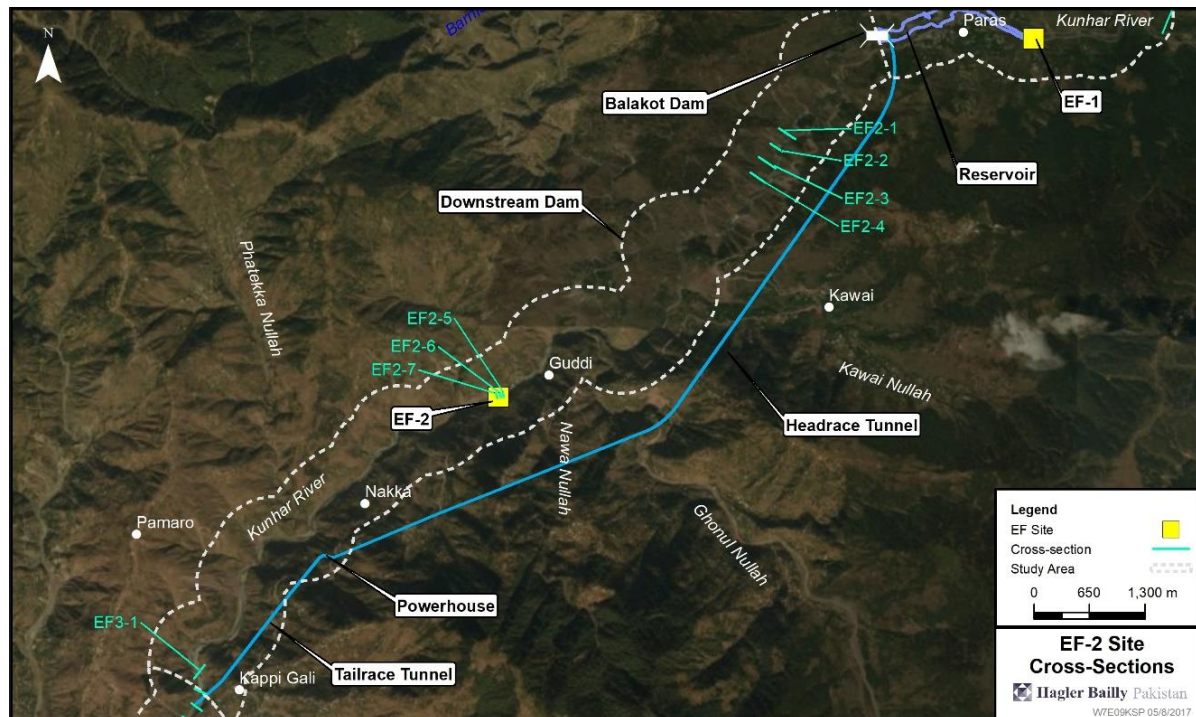 N
Barni
Paras
Kunhar River
Balakot Dam
EF-1
EF2-1
EF2-2
Reservoir
EF2-3
Downstream Dam
EF2-4
Phatekka Nullah
Kawai
EF2-5
EF2-6
EF2-7
Guddi
Kawai Nullah
EF-2
Headrace Tunnel
Nawa Nullah
Nakka
Kunhar River
Ghonul Nullah
Pamaro
Powerhouse
EF3-1
Tailrace Tunnel
Kappi Gali
Legend
EF Site
Cross-section
Study Area
0 650 1,300 m
EF-2 Site
Cross-Sections
Hagler Bailly Pakistan
W7E09KSP 05/8/2017